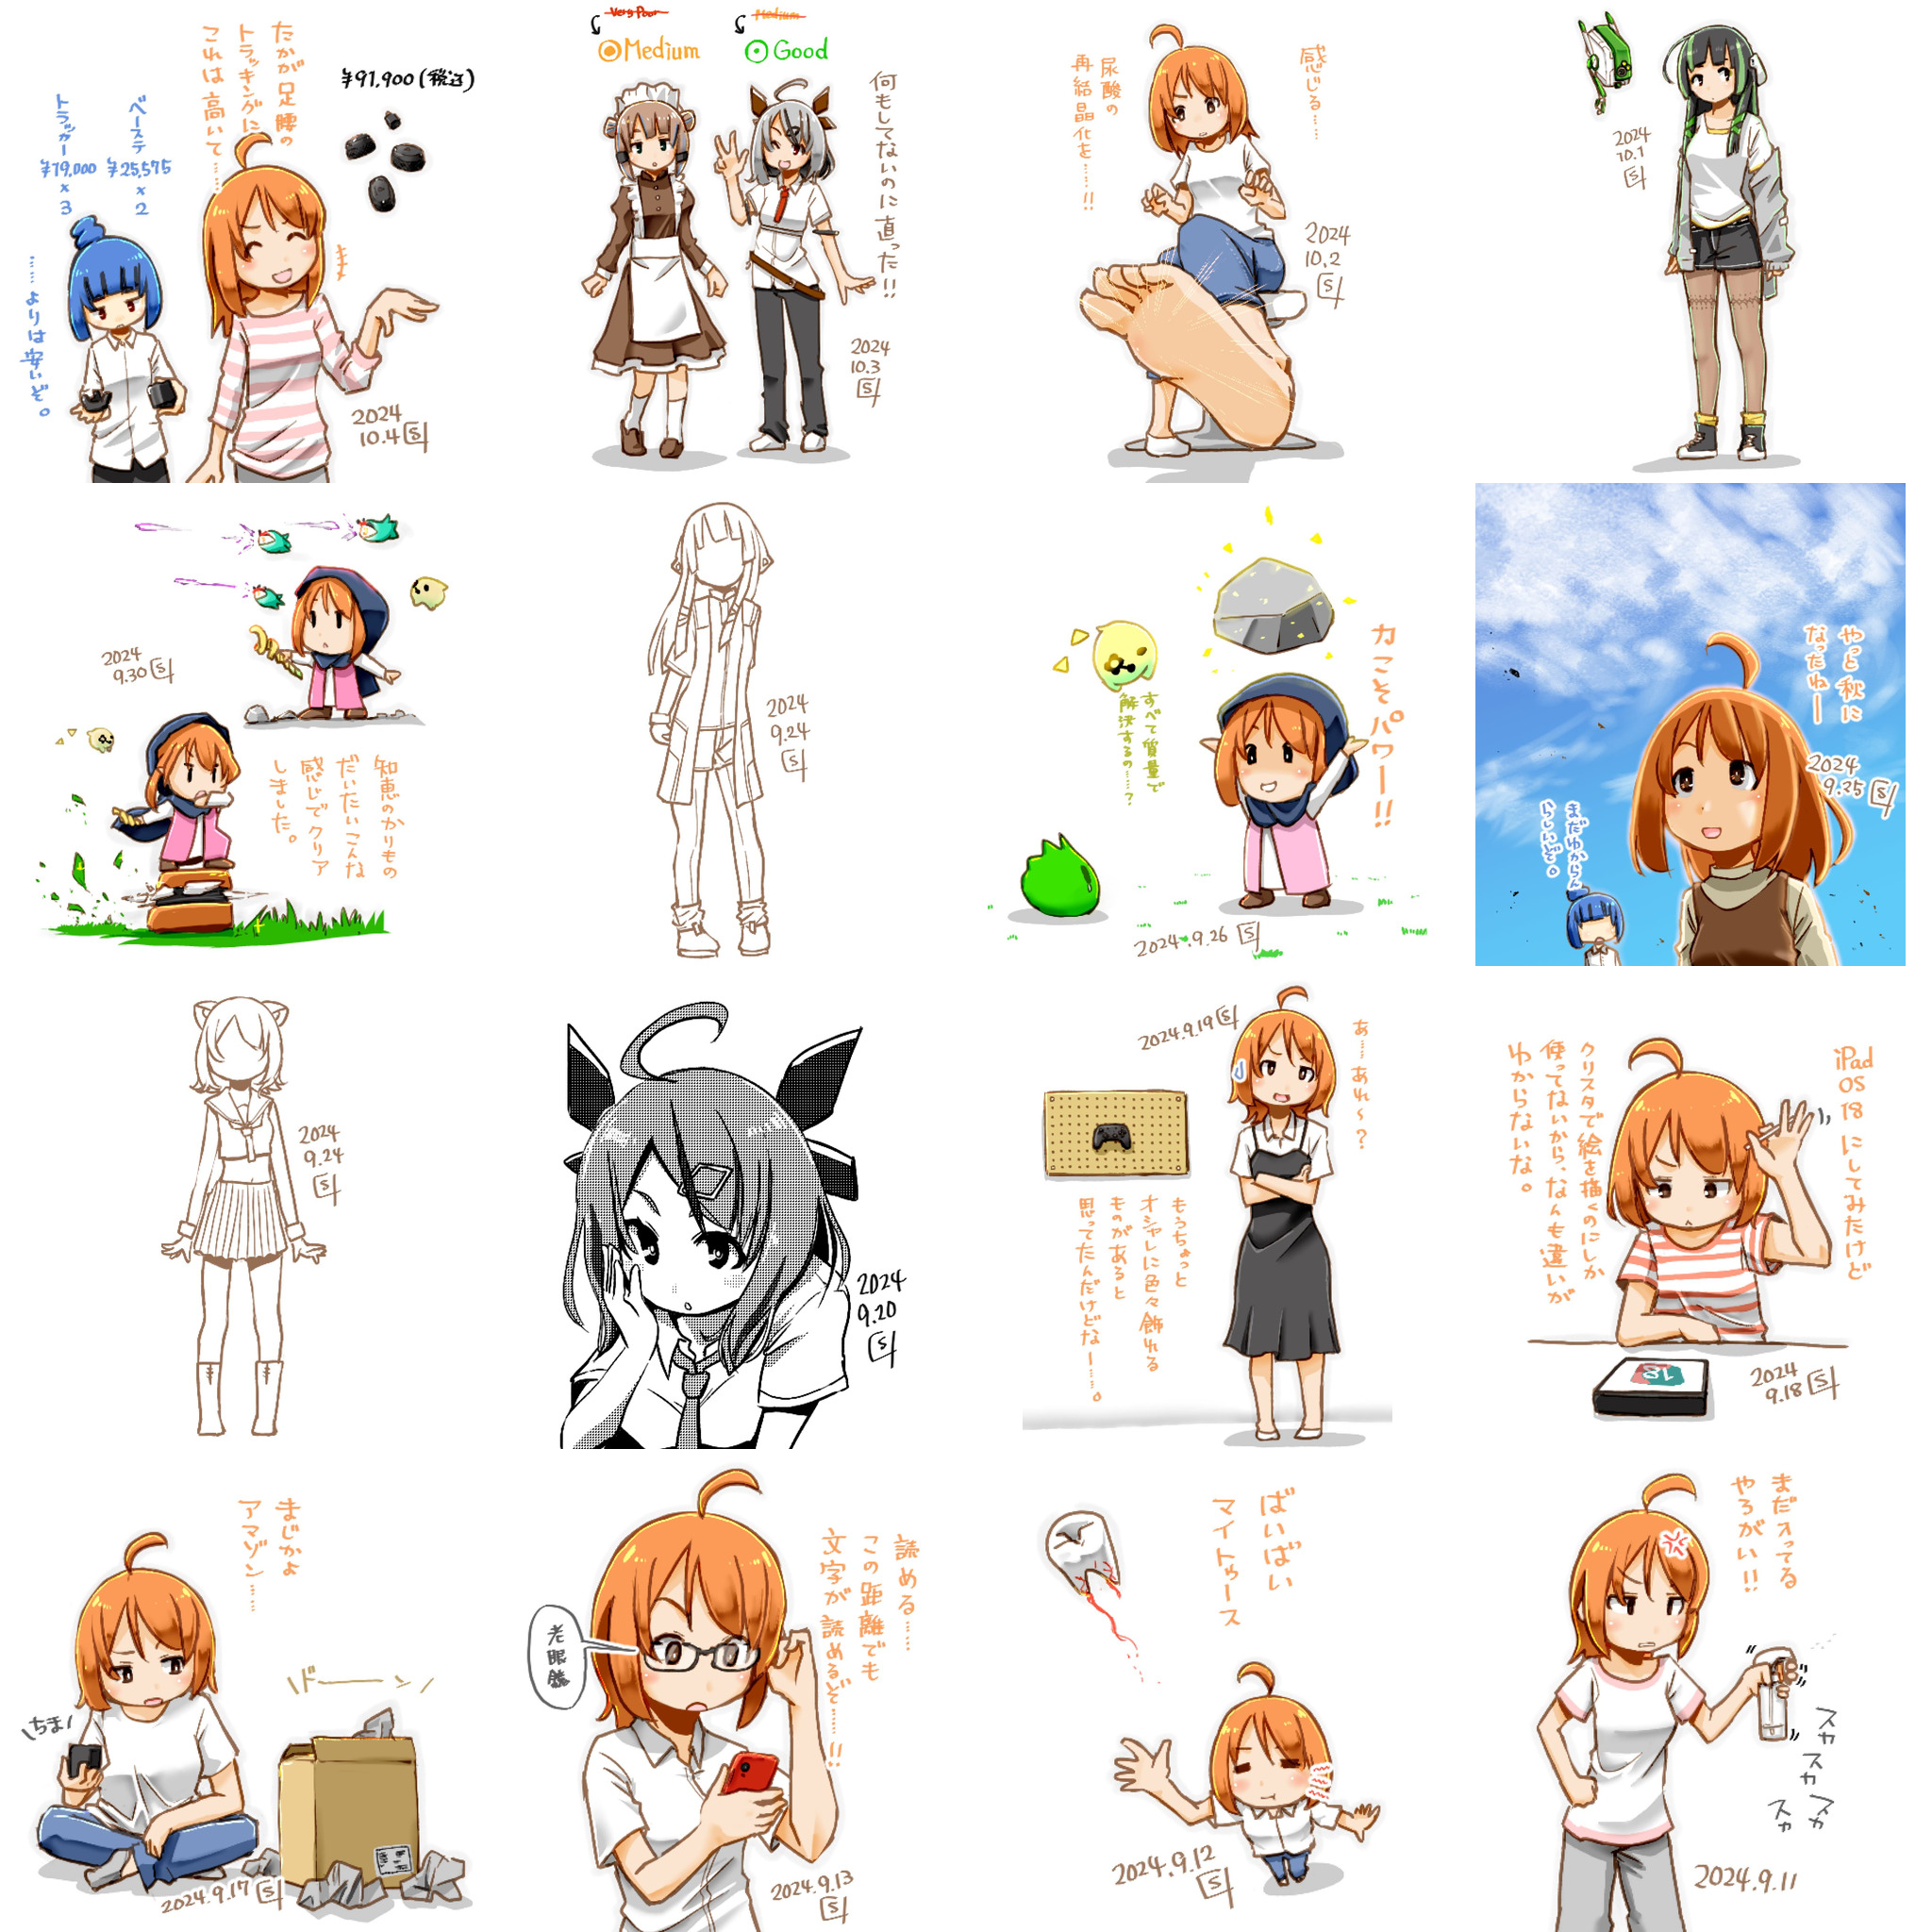 たかが足腰の
トラッキングに
これは高いて……
¥91,900(税込)
ベーステ
¥25,575
x
2
トラッカー
¥19,000
x
3
……よりは安いぞ。
2024
10.4
Very Poor
Medium
Medium
Good
何もしてないのに直った!!
2024
10.3
感じる……
尿酸の
再結晶化を……!!
2024
10.2
2024
10.1
2024
9.30
知恵のかりもの
だいたいこんな
感じでクリア
しました。
2024
9.24
力こそパワー!!
すべて質量で
解決するの……?
2024.9.26
やっと秋に
なったねー
まだわからん
らしいぞ。
2024
9.25
2024
9.24
2024
9.20
2024.9.19
あ……あれ〜?
もうちょっと
オシャレに色々飾れる
ものがあると
思ってたんだけどなー……。
iPad
OS
18にしてみたけど
クリスタで絵を描くのにしか
使ってないから、なんも違いが
わからないな。
18
2024
9.18
まじかよ
アマゾン……
ちまっ
ドーーン
2024.9.17
読める……
この距離でも
文字が読めるぞ……!!
老眼鏡
2024.9.13
ばいばい
マイトゥース
2024.9.12
まだ入ってる
やろがい!!
スカ
スカ
スカ
スカ
2024.9.11